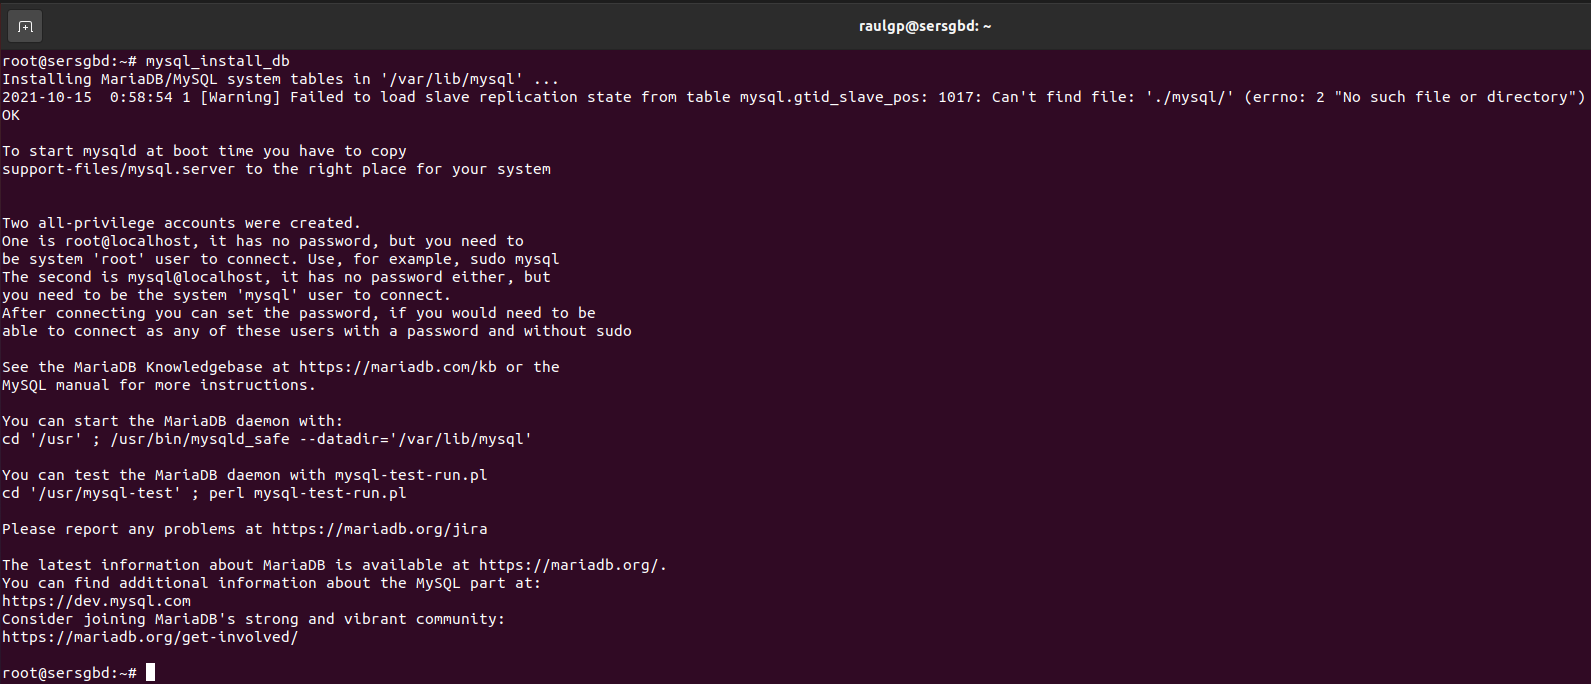 raulgp@sersgbd: ~
root@sersgbd:~# mysql_install_db
Installing MariaDB/MySQL system tables in '/var/lib/mysql' ...
2021-10-15  0:58:54 1 [Warning] Failed to load slave replication state from table mysql.gtid_slave_pos: 1017: Can't find file: './mysql/' (errno: 2 "No such file or directory")
OK

To start mysqld at boot time you have to copy
support-files/mysql.server to the right place for your system


Two all-privilege accounts were created.
One is root@localhost, it has no password, but you need to
be system 'root' user to connect. Use, for example, sudo mysql
The second is mysql@localhost, it has no password either, but
you need to be the system 'mysql' user to connect.
After connecting you can set the password, if you would need to be
able to connect as any of these users with a password and without sudo

See the MariaDB Knowledgebase at https://mariadb.com/kb or the
MySQL manual for more instructions.

You can start the MariaDB daemon with:
cd '/usr' ; /usr/bin/mysqld_safe --datadir='/var/lib/mysql'

You can test the MariaDB daemon with mysql-test-run.pl
cd '/usr/mysql-test' ; perl mysql-test-run.pl

Please report any problems at https://mariadb.org/jira

The latest information about MariaDB is available at https://mariadb.org/.
You can find additional information about the MySQL part at:
https://dev.mysql.com
Consider joining MariaDB's strong and vibrant community:
https://mariadb.org/get-involved/

root@sersgbd:~#